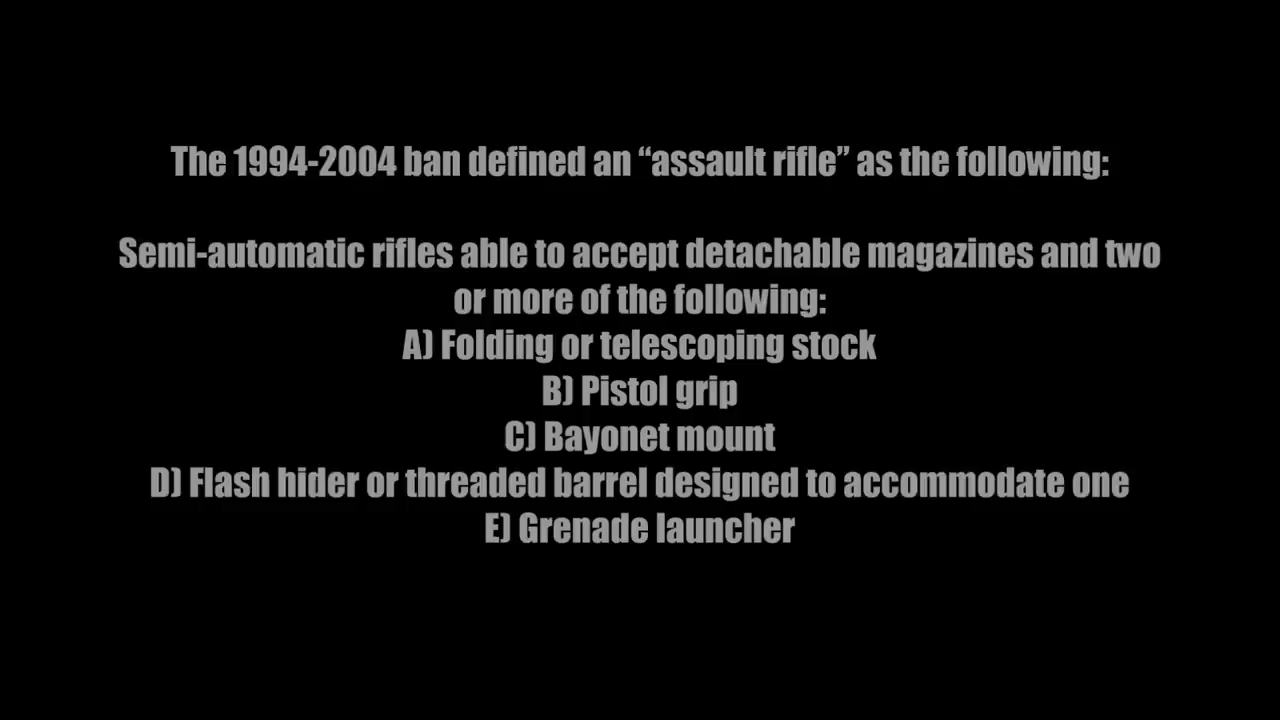 The 1994-2004 ban defined an “assault rifle” as the following:
Semi-automatic rifles able to accept detachable magazines and two
or more of the following:
A) Folding or telescoping stock
B) Pistol grip
C) Bayonet mount
D) Flash hider or threaded barrel designed to accommodate one
E) Grenade launcher